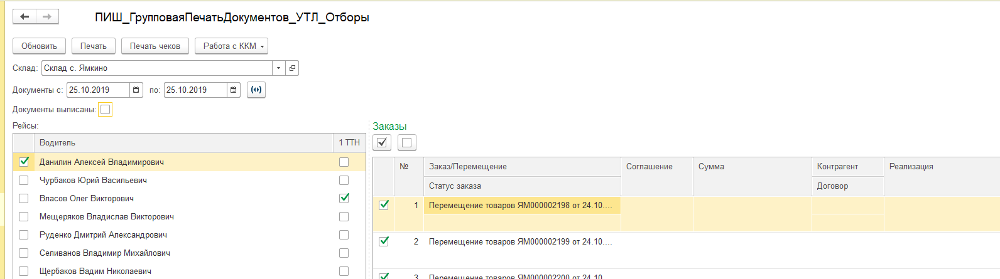 ПИШ_ГрупповаяПечатьДокументов_УТЛ_Отборы
Обновить Печать Печать чеков Работа с ККМ
Склад: Склад с. Ямкино
Документы с: 25.10.2019 по: 25.10.2019
Документы выписаны:
Рейсы:
Водитель 1 ТТН
Данилин Алексей Владимирович
Чурбаков Юрий Васильевич
Власов Олег Викторович
Мещеряков Владислав Викторович
Руденко Дмитрий Александрович
Селиванов Владимир Михайлович
Щербаков Вадим Николаевич
Заказы
№ Заказ/Перемещение Соглашение Сумма Контрагент Реализация
Статус заказа Договор
1 Перемещение товаров ЯМ000002198 от 24.10....
2 Перемещение товаров ЯМ000002199 от 24.10....
3 Перемещение товаров ЯМ000002200 от 24.10....